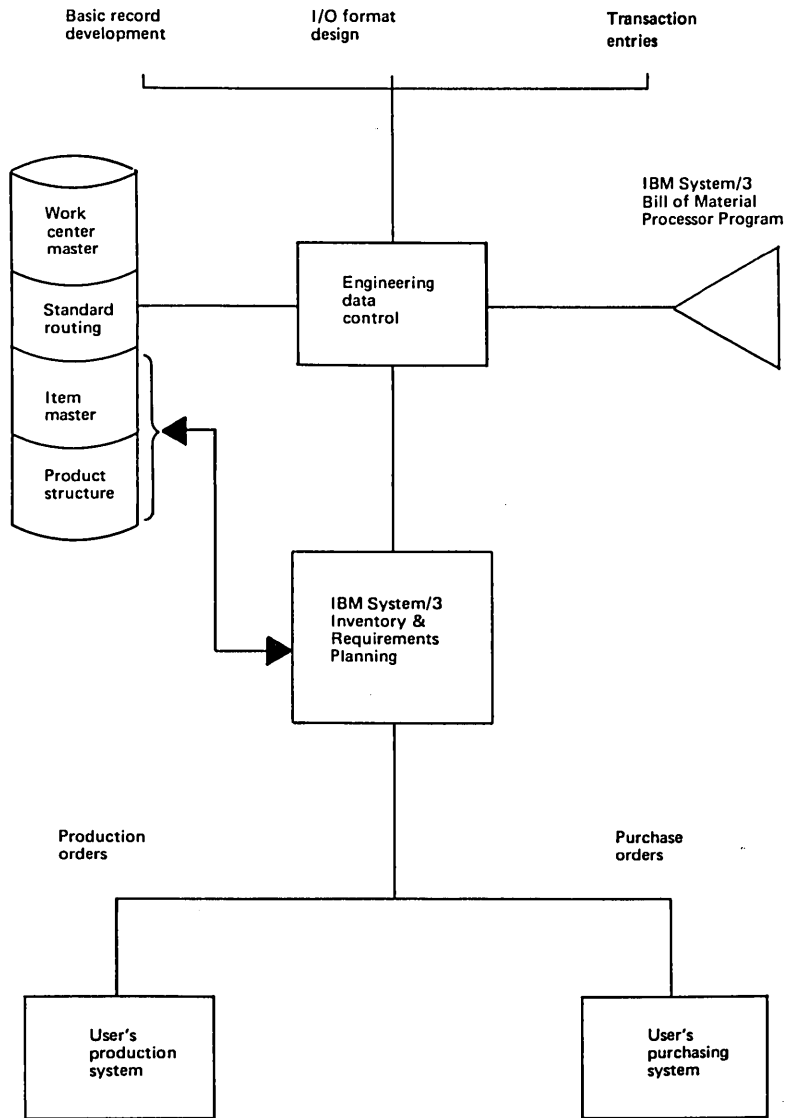 Basic record
development
I/O format
design
Transaction
entries
IBM System/3
Bill of Material
Processor Program
Work
center
master
Standard
routing
Item
master
Product
structure
Engineering
data
control
IBM System/3
Inventory &
Requirements
Planning
Production
orders
Purchase
orders
User's
production
system
User's
purchasing
system